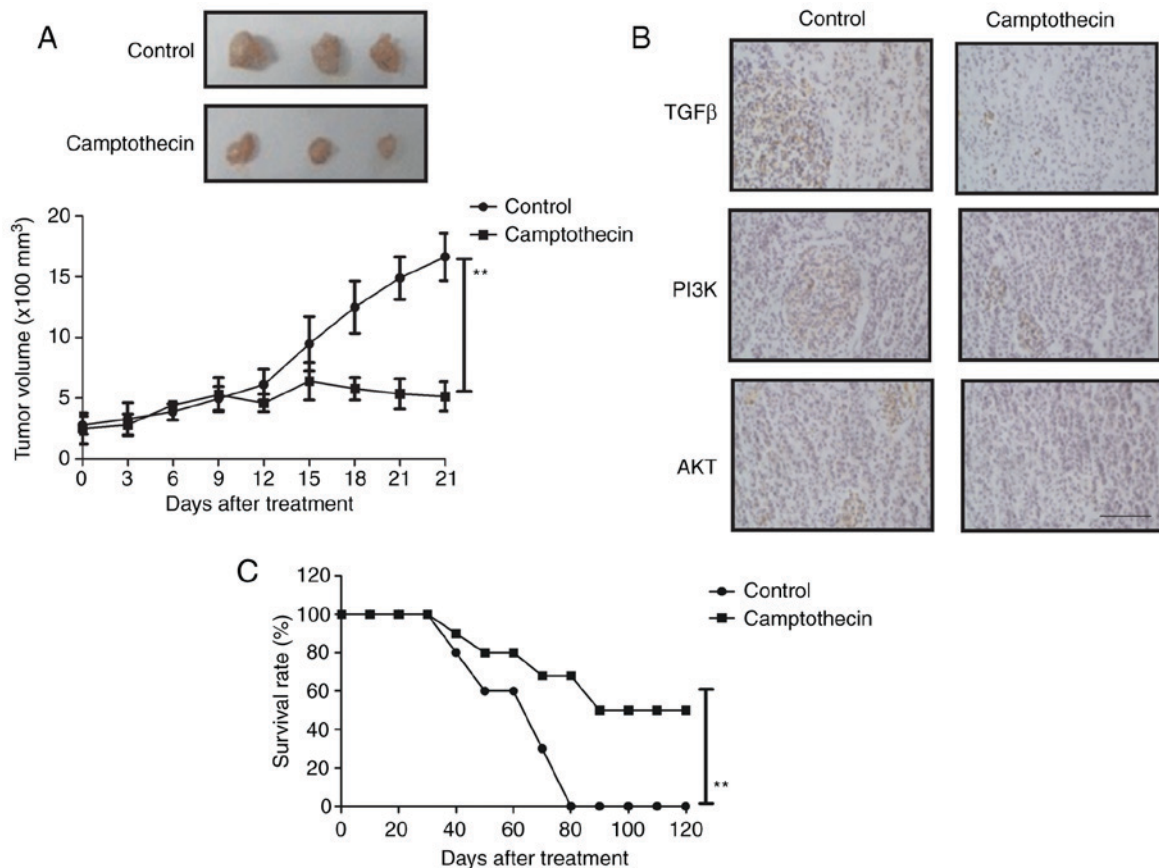 A
Control
Camptothecin
Control
Camptothecin
**
Tumor volume (x100 mm³)
20
15
10
5
0
0 3 6 9 12 15 18 21 21
Days after treatment
B
Control Camptothecin
TGFβ
PI3K
AKT
C
Control
Camptothecin
**
Survival rate (%)
120
100
80
60
40
20
0
0 20 40 60 80 100 120
Days after treatment